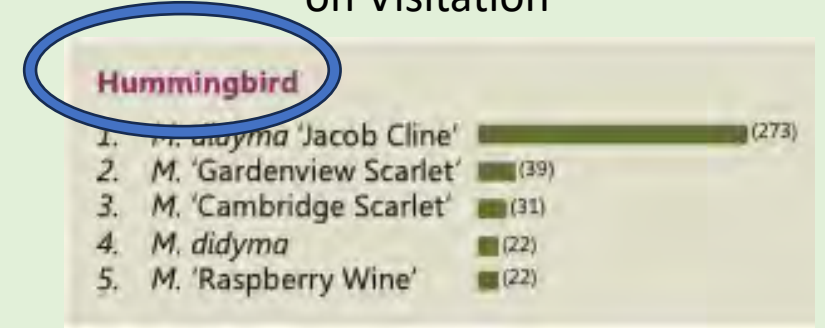 on Visitation
Hummingbird
1. M. didyma 'Jacob Cline' (273)
2. M. 'Gardenview Scarlet' (39)
3. M. 'Cambridge Scarlet' (31)
4. M. didyma (22)
5. M. 'Raspberry Wine' (22)